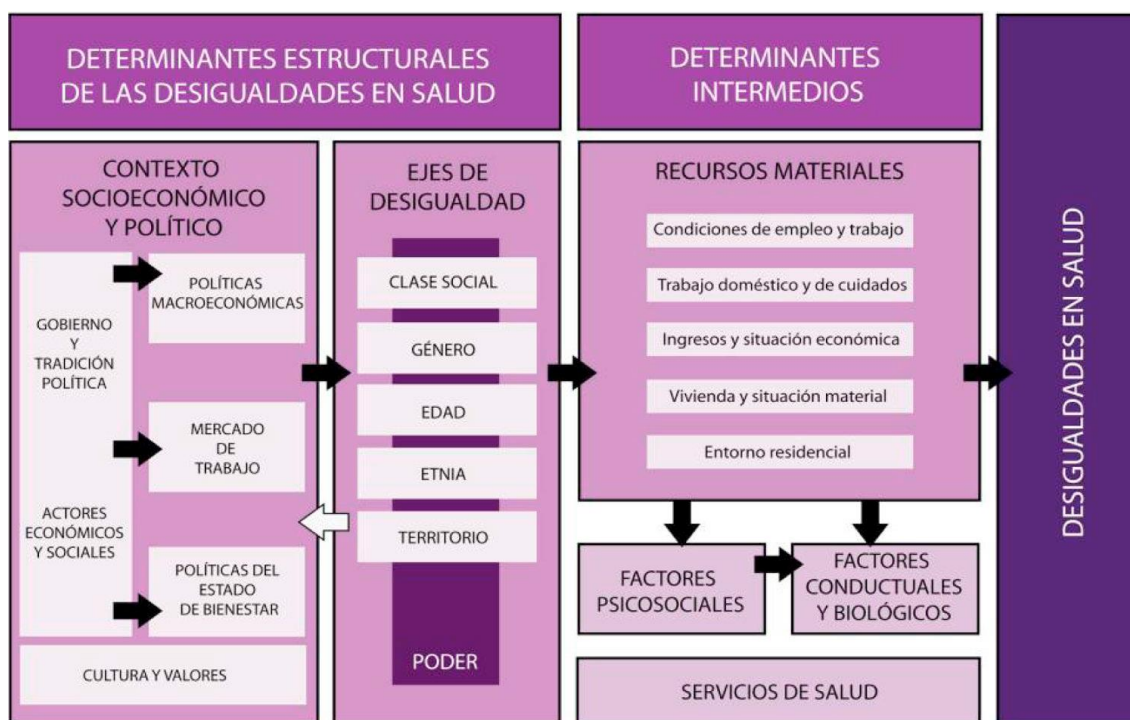 DETERMINANTES ESTRUCTURALES
DE LAS DESIGUALDADES EN SALUD
DETERMINANTES
INTERMEDIOS
CONTEXTO
SOCIOECONÓMICO
Y POLÍTICO
GOBIERNO
Y
TRADICIÓN
POLÍTICA
ACTORES
ECONÓMICOS
Y SOCIALES
POLÍTICAS
MACROECONÓMICAS
MERCADO
DE
TRABAJO
POLÍTICAS DEL
ESTADO
DE BIENESTAR
CULTURA Y VALORES
EJES DE
DESIGUALDAD
CLASE SOCIAL
GÉNERO
EDAD
ETNIA
TERRITORIO
PODER
RECURSOS MATERIALES
Condiciones de empleo y trabajo
Trabajo doméstico y de cuidados
Ingresos y situación económica
Vivienda y situación material
Entorno residencial
FACTORES
PSICOSOCIALES
FACTORES
CONDUCTUALES
Y BIOLÓGICOS
SERVICIOS DE SALUD
DESIGUALDADES EN SALUD